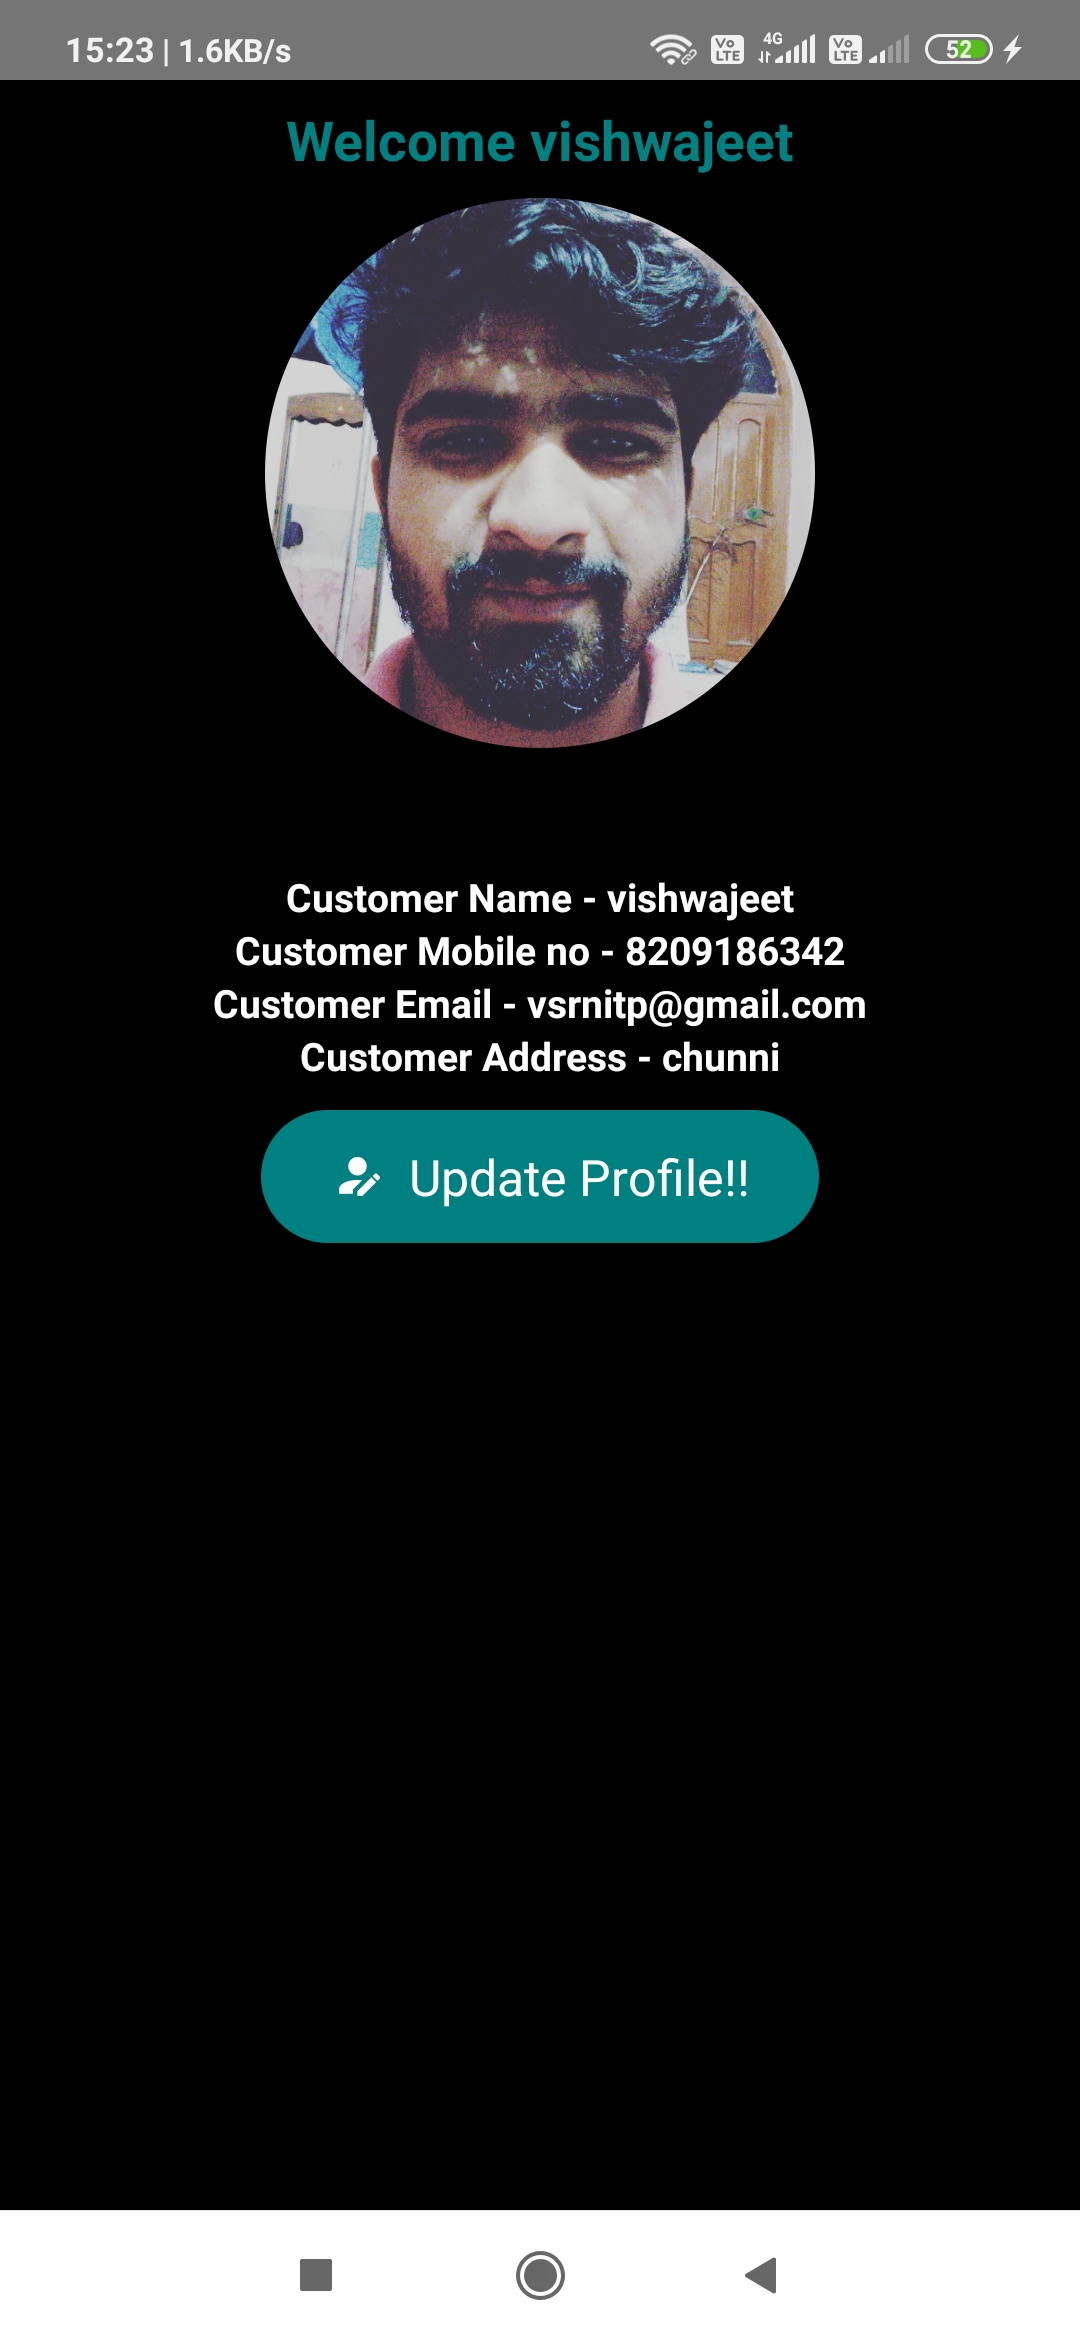 15:23 | 1.6KB/s Vo LTE 4G Vo LTE 52
Welcome vishwajeet
Customer Name - vishwajeet
Customer Mobile no - 8209186342
Customer Email - vsrnitp@gmail.com
Customer Address - chunni
Update Profile!!